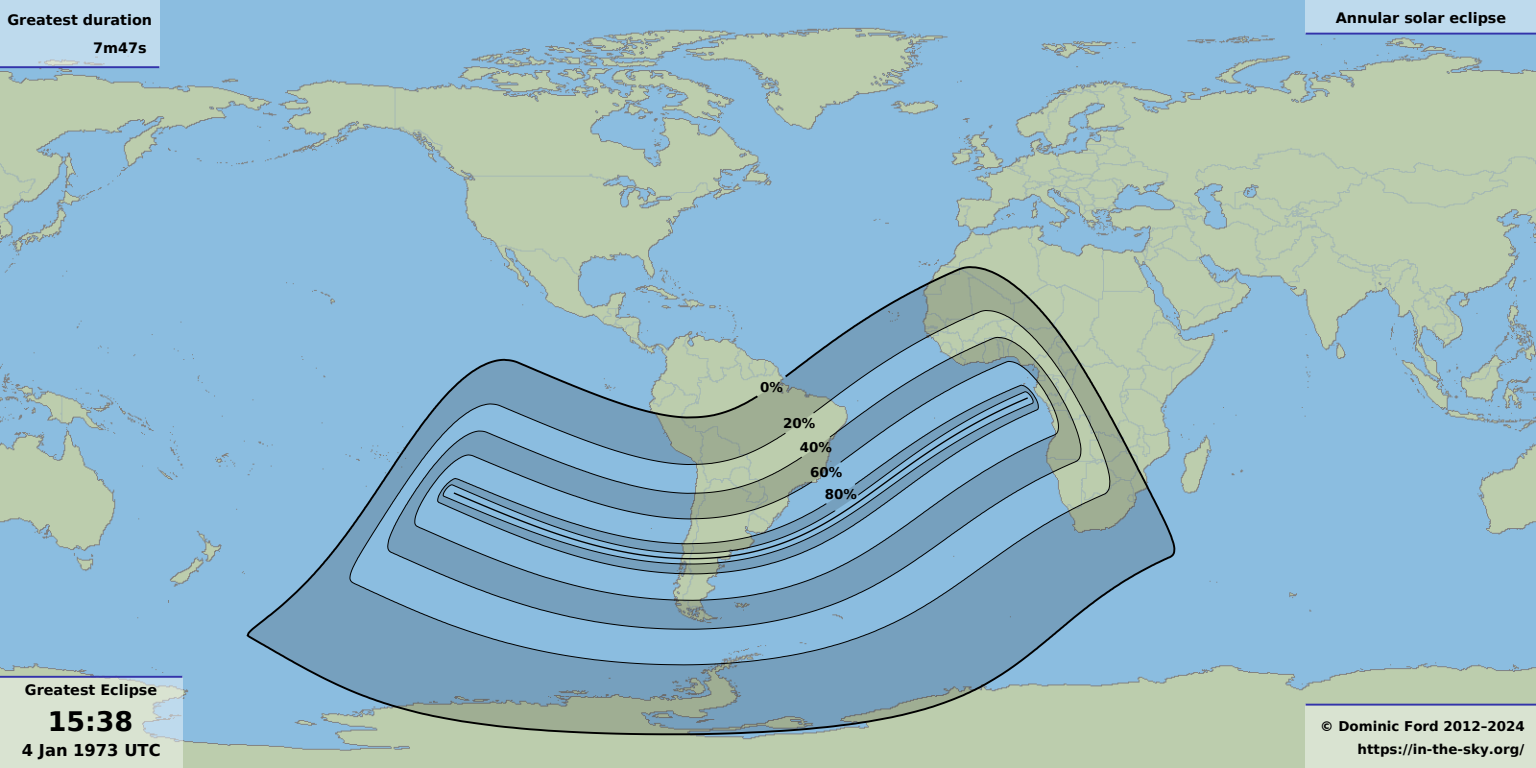 Greatest duration
7m47s
Annular solar eclipse
0%
20%
40%
60%
80%
Greatest Eclipse
15:38
4 Jan 1973 UTC
© Dominic Ford 2012–2024
https://in-the-sky.org/